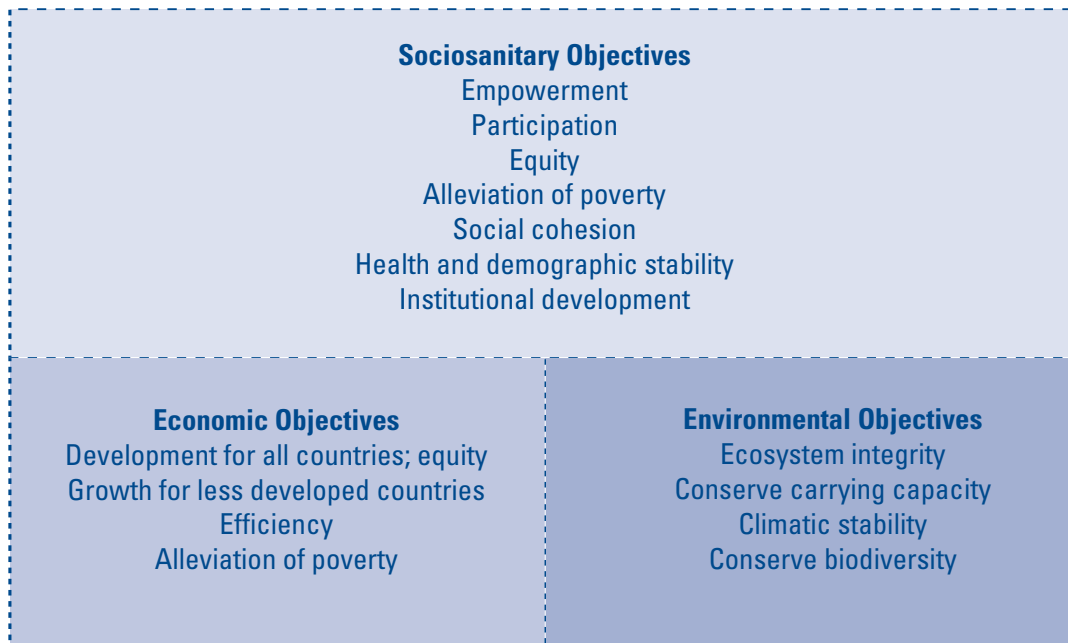 Sociosanitary Objectives
Empowerment
Participation
Equity
Alleviation of poverty
Social cohesion
Health and demographic stability
Institutional development
Economic Objectives
Development for all countries; equity
Growth for less developed countries
Efficiency
Alleviation of poverty
Environmental Objectives
Ecosystem integrity
Conserve carrying capacity
Climatic stability
Conserve biodiversity